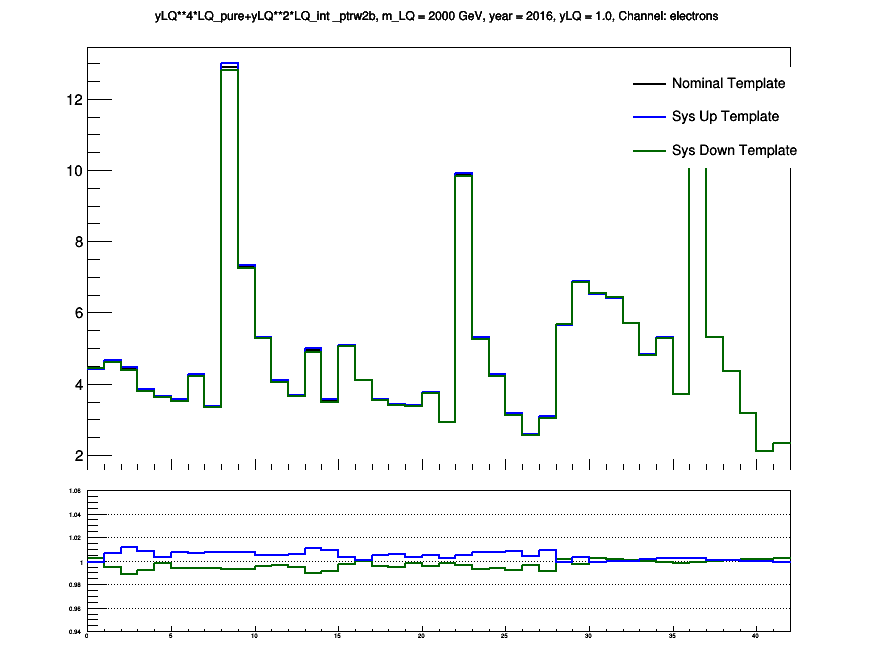 yLQ**4*LQ_pure+yLQ**2*LQ_int _ptrw2b, m_LQ = 2000 GeV, year = 2016, yLQ = 1.0, Channel: electrons
Nominal Template
Sys Up Template
Sys Down Template
12
10
8
6
4
2
1.06
1.04
1.02
1
0.98
0.96
0.94
0 5 10 15 20 25 30 35 40